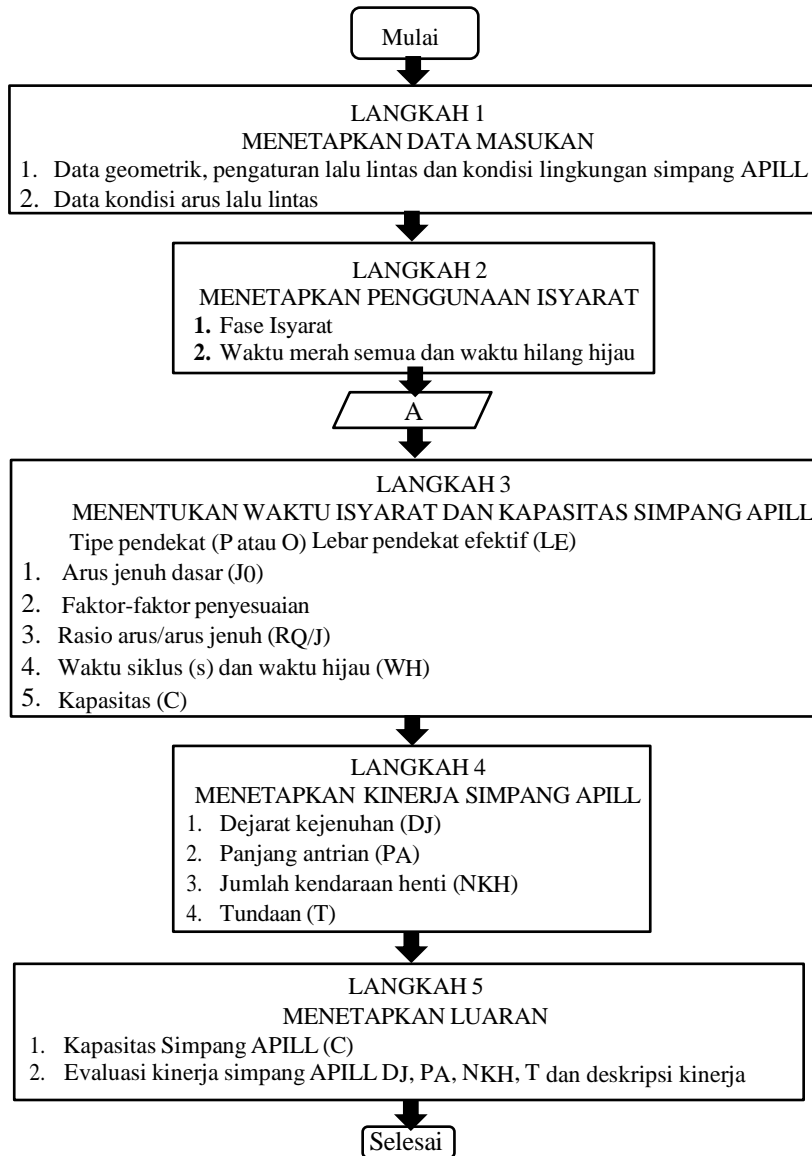 Mulai
LANGKAH 1
MENETAPKAN DATA MASUKAN
1. Data geometrik, pengaturan lalu lintas dan kondisi lingkungan simpang APILL
2. Data kondisi arus lalu lintas
LANGKAH 2
MENETAPKAN PENGGUNAAN ISYARAT
1. Fase Isyarat
2. Waktu merah semua dan waktu hilang hijau
A
LANGKAH 3
MENENTUKAN WAKTU ISYARAT DAN KAPASITAS SIMPANG APILL
Tipe pendekat (P atau O) Lebar pendekat efektif (LE)
1. Arus jenuh dasar (J0)
2. Faktor-faktor penyesuaian
3. Rasio arus/arus jenuh (RQ/J)
4. Waktu siklus (s) dan waktu hijau (WH)
5. Kapasitas (C)
LANGKAH 4
MENETAPKAN KINERJA SIMPANG APILL
1. Dejarat kejenuhan (DJ)
2. Panjang antrian (PA)
3. Jumlah kendaraan henti (NKH)
4. Tundaan (T)
LANGKAH 5
MENETAPKAN LUARAN
1. Kapasitas Simpang APILL (C)
2. Evaluasi kinerja simpang APILL DJ, PA, NKH, T dan deskripsi kinerja
Selesai